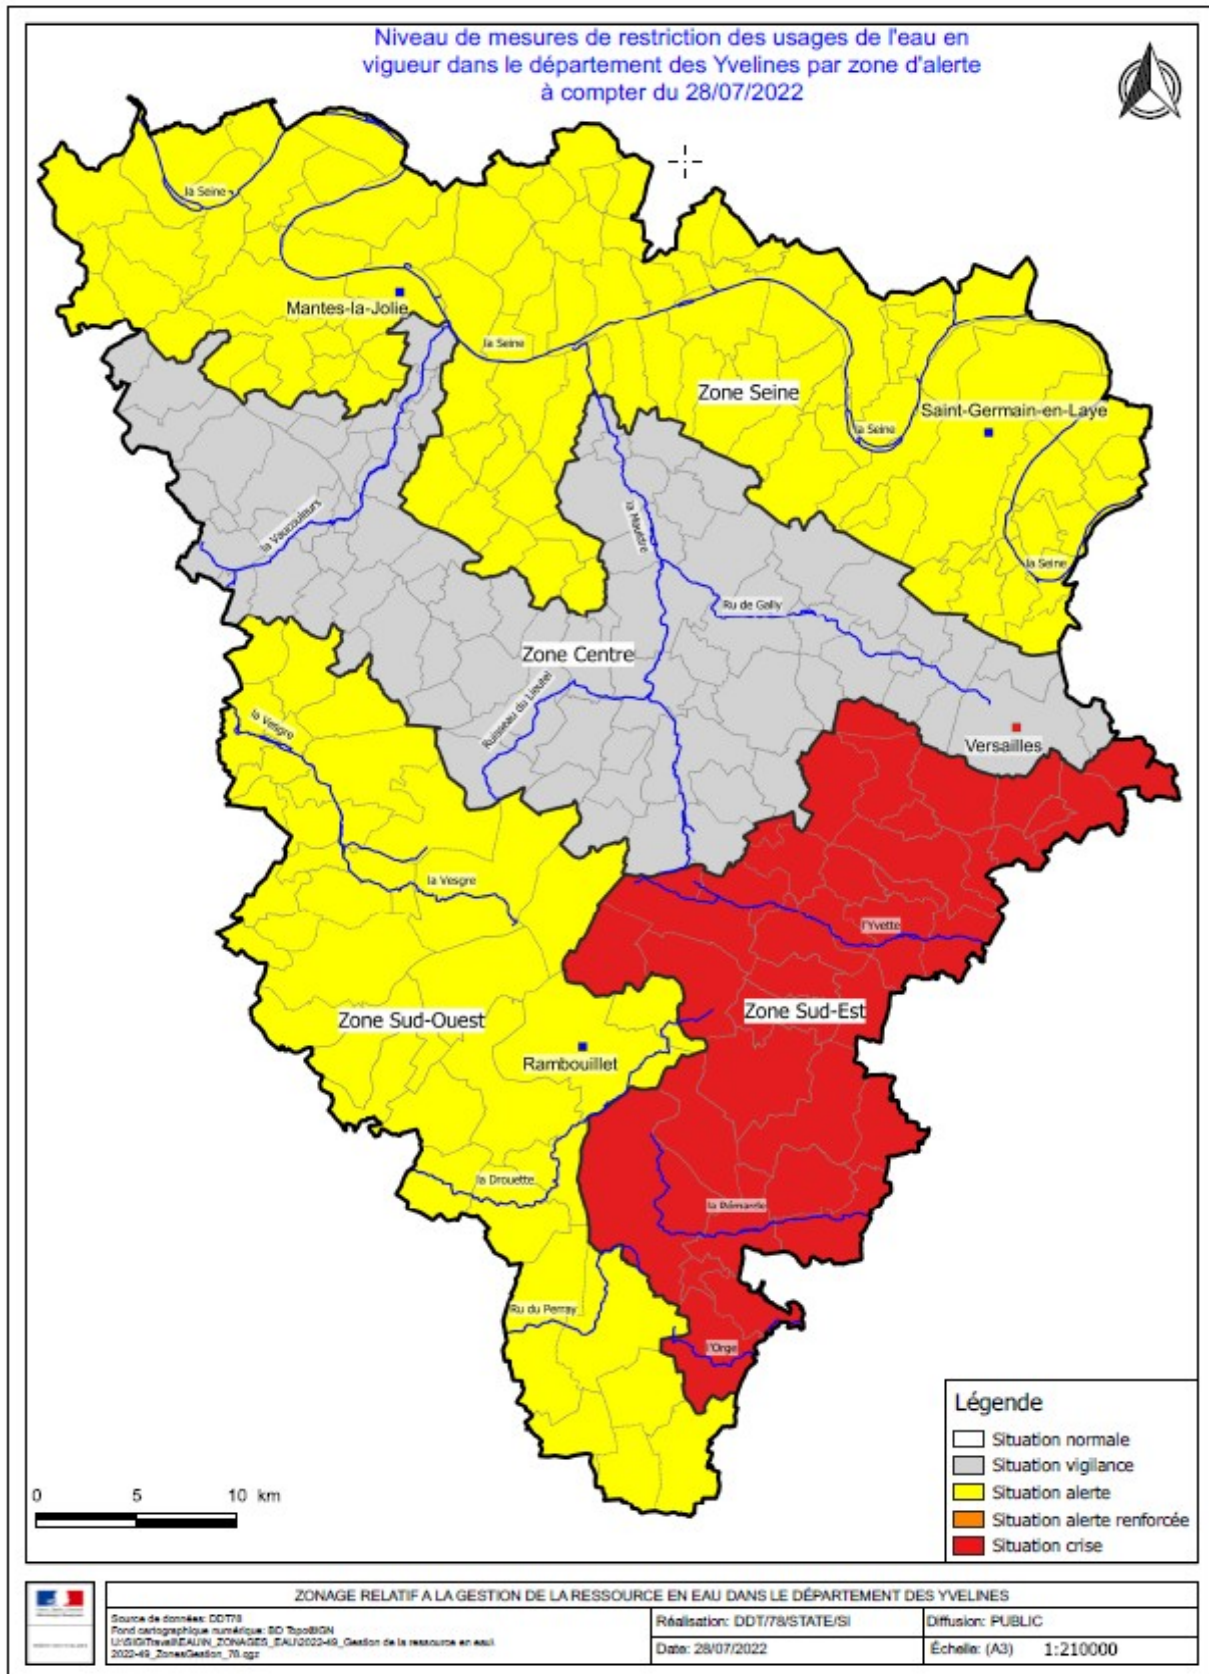 Niveau de mesures de restriction des usages de l'eau en
vigueur dans le département des Yvelines par zone d'alerte
à compter du 28/07/2022
la Seine
Mantes-la-Jolie
la Seine
Zone Seine
Saint-Germain-en-Laye
la Seine
la Vaucouleurs
la Mauldre
la Seine
Ru de Gally
Zone Centre
Ruisseau du Lieutel
la Vesgre
Versailles
la Vesgre
l'Yvette
Zone Sud-Ouest
Zone Sud-Est
Rambouillet
la Drouette
la Rémarde
Ru du Perray
l'Orge
Légende
Situation normale
Situation vigilance
Situation alerte
Situation alerte renforcée
Situation crise
0 5 10 km
ZONAGE RELATIF A LA GESTION DE LA RESSOURCE EN EAU DANS LE DÉPARTEMENT DES YVELINES
Source de données: DDT78
Fond cartographique numérique: BD Topo®IGN
2022-49_ZonesGestion_78.qgz
Réalisation: DDT/78/STATE/SI
Diffusion: PUBLIC
Date: 28/07/2022
Échelle: (A3) 1:210000